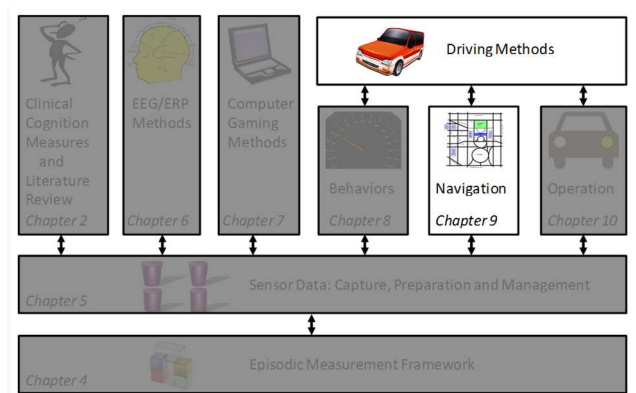 Driving Methods
Clinical
Cognition
Measures
and
Literature
Review
Chapter 2
EEG/ERP
Methods
Chapter 6
Computer
Gaming
Methods
Chapter 7
Behaviors
Chapter 8
Navigation
Chapter 9
Operation
Chapter 10
Sensor Data: Capture, Preparation and Management
Chapter 5
Episodic Measurement Framework
Chapter 4